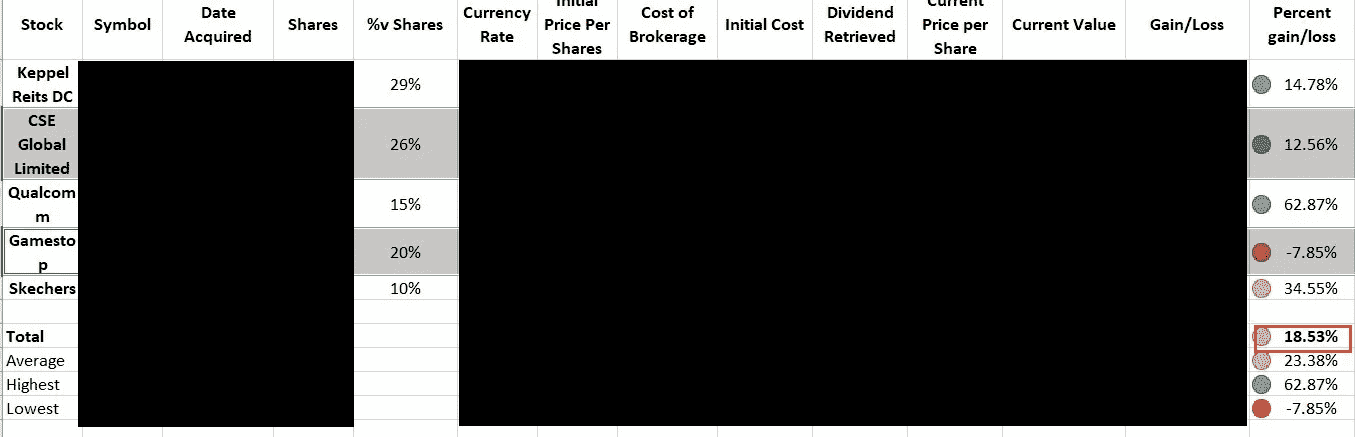 Stock Symbol Date Acquired Shares %v Shares Currency Rate Initial Price Per Shares Cost of Brokerage Initial Cost Dividend Retrieved Current Price per Share Current Value Gain/Loss Percent gain/loss
Keppel Reits DC 29% 14.78%
CSE Global Limited 26% 12.56%
Qualcomm 15% 62.87%
Gamestop 20% -7.85%
Skechers 10% 34.55%
Total 18.53%
Average 23.38%
Highest 62.87%
Lowest -7.85%